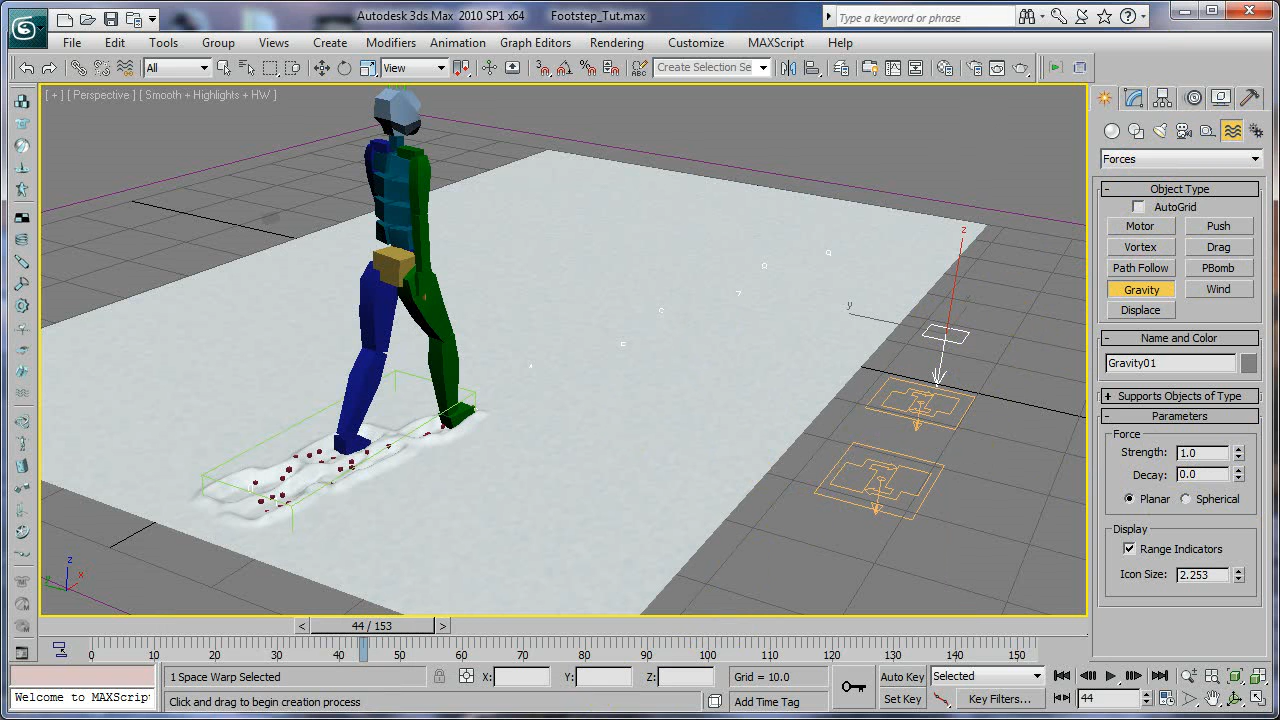 Autodesk 3ds Max 2010 SP1 x64 Footstep_Tut.max
Type a keyword or phrase
File Edit Tools Group Views Create Modifiers Animation Graph Editors Rendering Customize MAXScript Help
All View Create Selection Se
[ + ] [ Perspective ] [ Smooth + Highlights + HW ]
Forces
- Object Type
AutoGrid
Motor Push
Vortex Drag
Path Follow PBomb
Gravity Wind
Displace
- Name and Color
Gravity01
+ Supports Objects of Type
- Parameters
Force
Strength: 1.0
Decay: 0.0
Planar Spherical
Display
Range Indicators
Icon Size: 2.253
z
y
z
x
y
< 44 / 153 >
0 10 20 30 40 50 60 70 80 90 100 110 120 130 140 150
1 Space Warp Selected X: Y: Z: Grid = 10.0 Auto Key Selected
Welcome to MAXScrip
Click and drag to begin creation process Add Time Tag Set Key Key Filters... 44